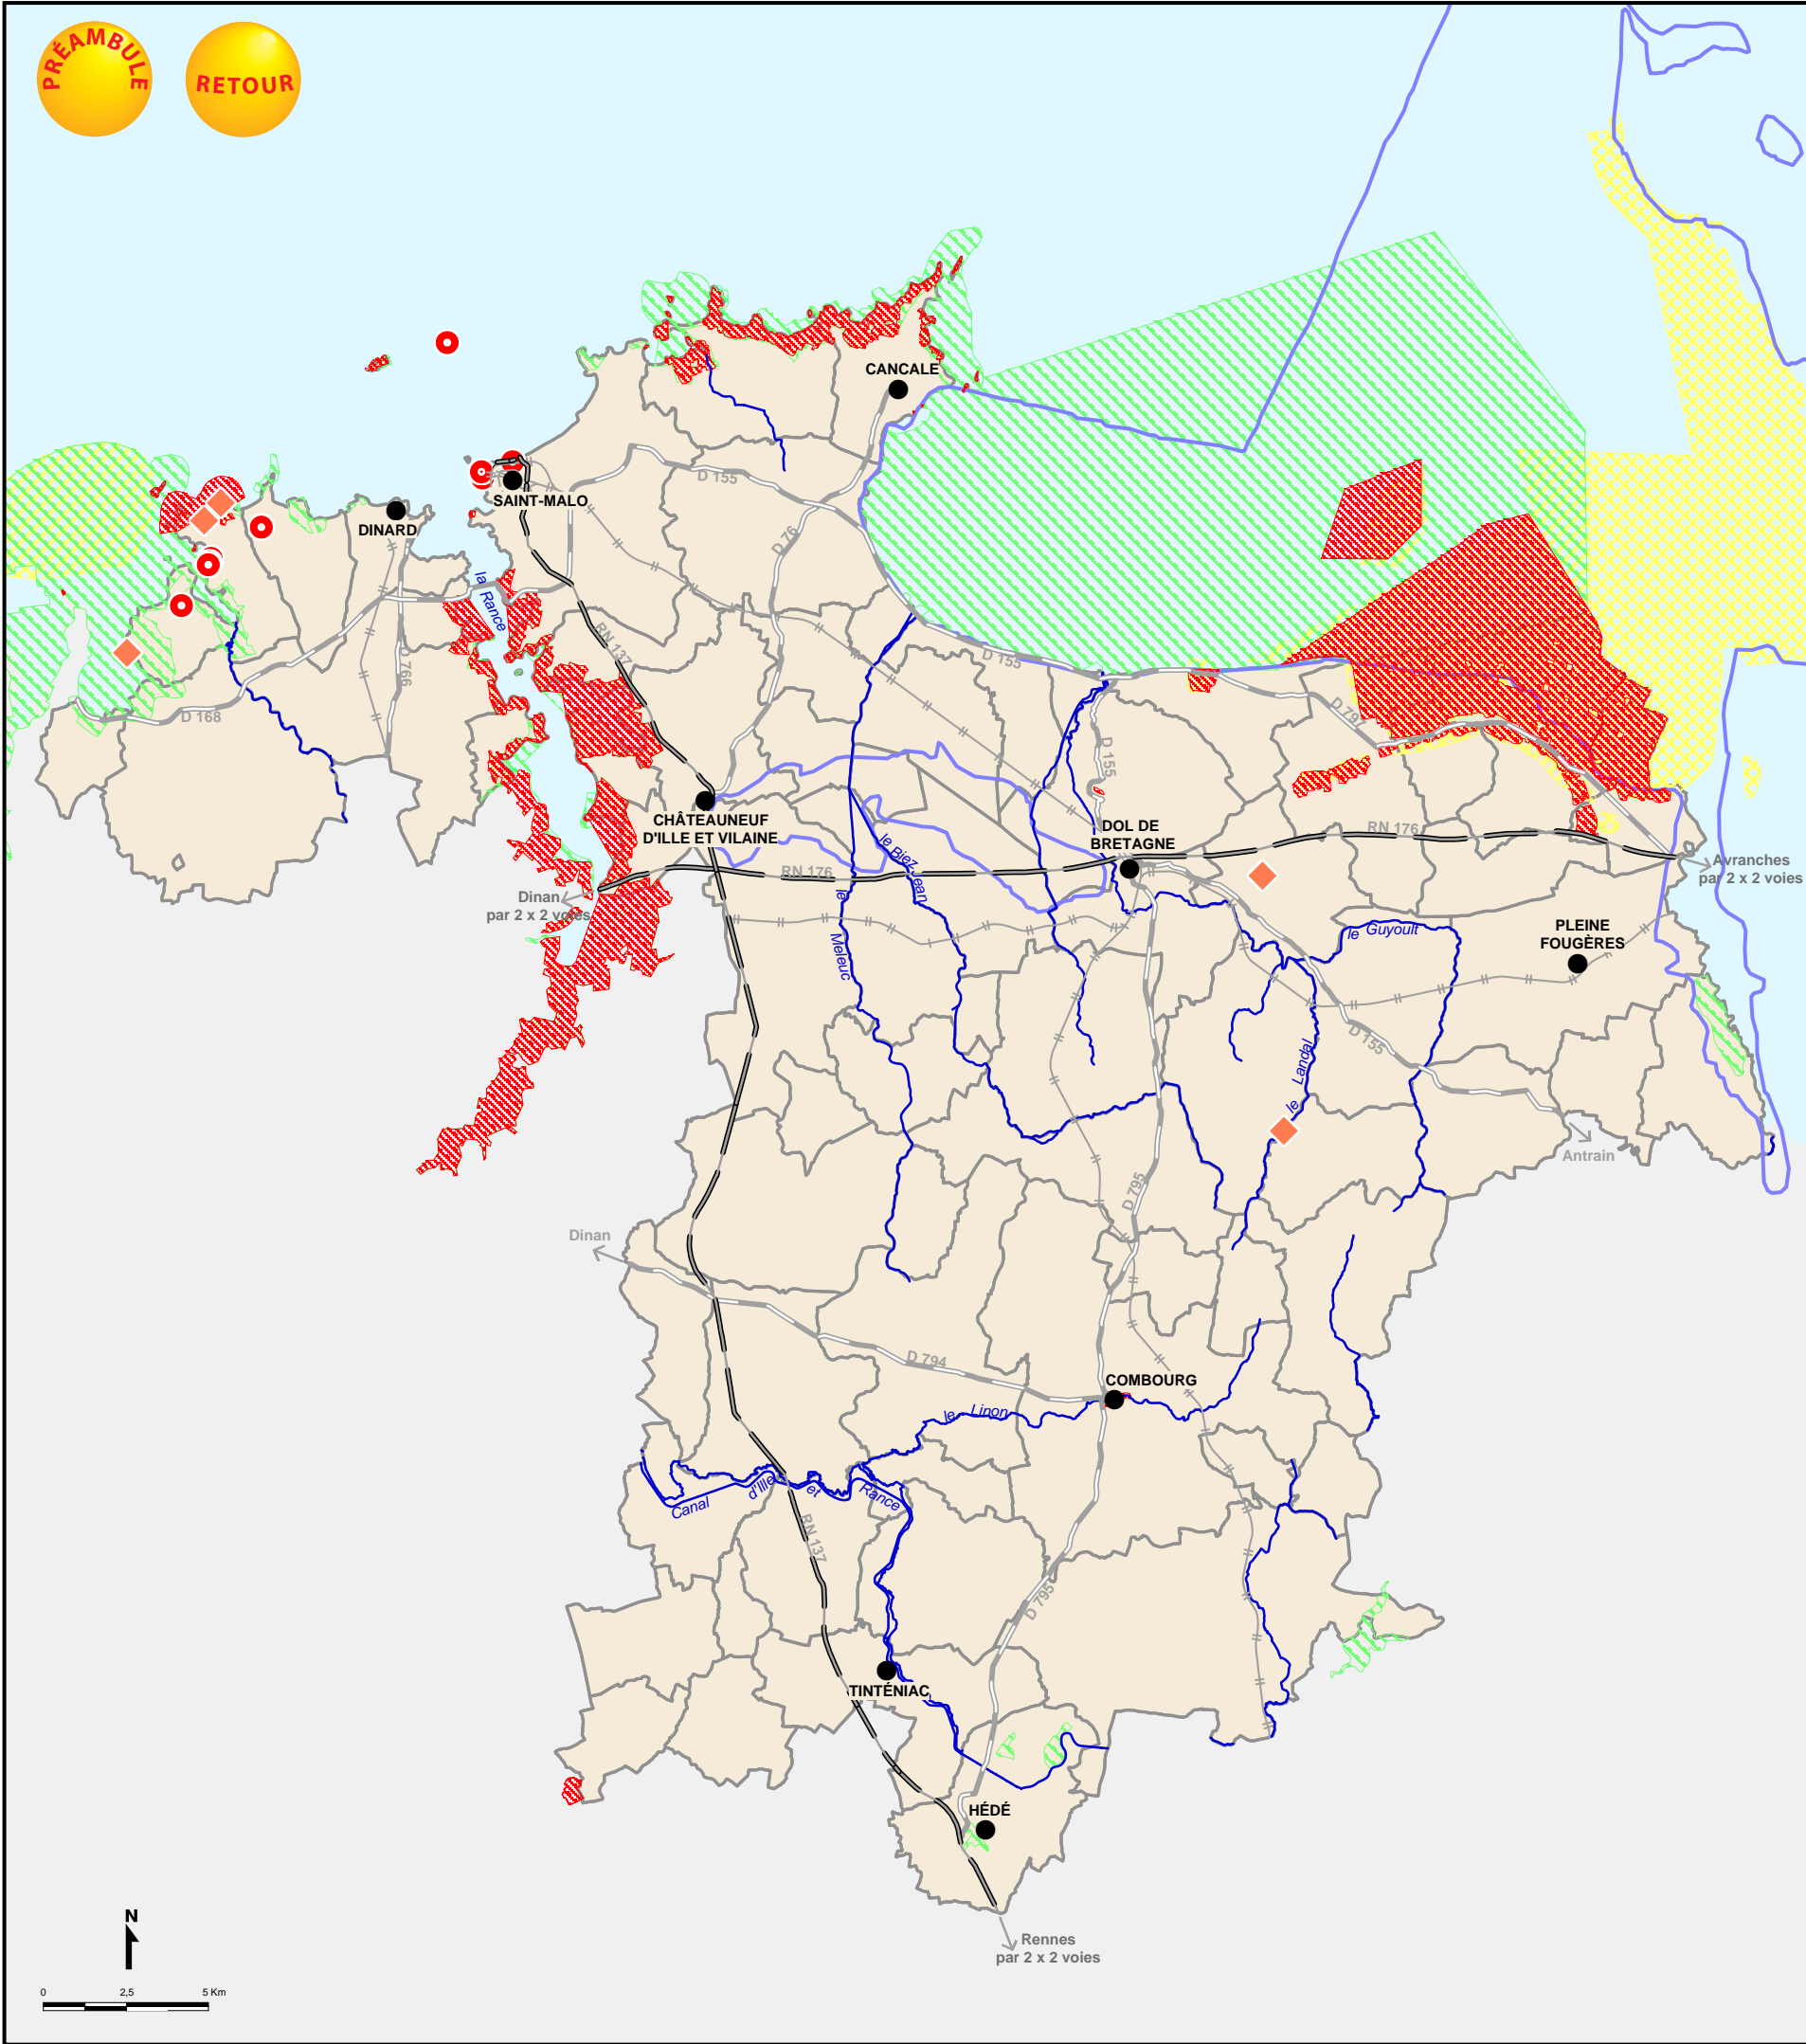 PRÉAMBULE
RETOUR
CANCALE
D 155
SAINT-MALO
DINARD
D 76
la Rance
RN 137
D 155
D 766
D 168
D 797
D 155
CHÂTEAUNEUF
D'ILLE ET VILAINE
DOL DE
BRETAGNE
RN 176
le Biez Jean
RN 176
Avranches
par 2 x 2 voies
Dinan
par 2 x 2 voies
le Meleuc
le Guyoult
PLEINE
FOUGÈRES
D 155
le Landal
Antrain
D 795
Dinan
D 794
COMBOURG
le Linon
Canal d'Ille et Rance
RN 137
D 795
TINTÉNIAC
HÉDÉ
N
Rennes
par 2 x 2 voies
0 2,5 5 Km